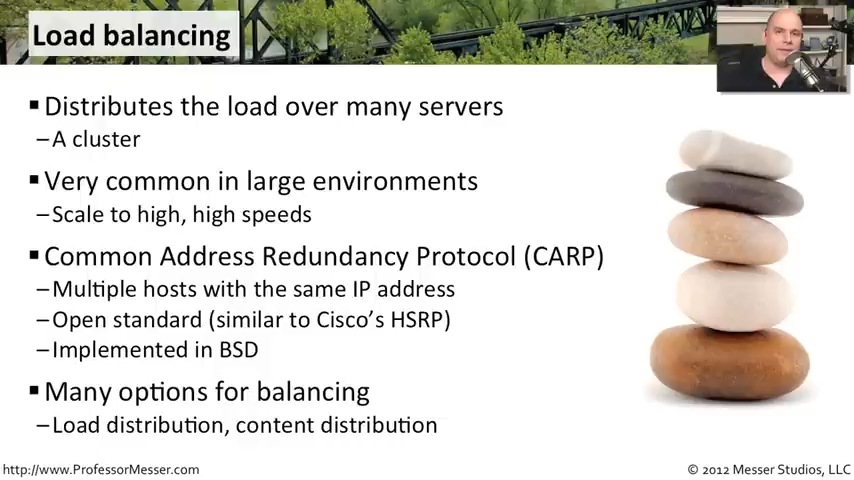 Load balancing
▪Distributes the load over many servers
–A cluster
▪Very common in large environments
–Scale to high, high speeds
▪Common Address Redundancy Protocol (CARP)
–Multiple hosts with the same IP address
–Open standard (similar to Cisco's HSRP)
–Implemented in BSD
▪Many options for balancing
–Load distribution, content distribution
http://www.ProfessorMesser.com
© 2012 Messer Studios, LLC